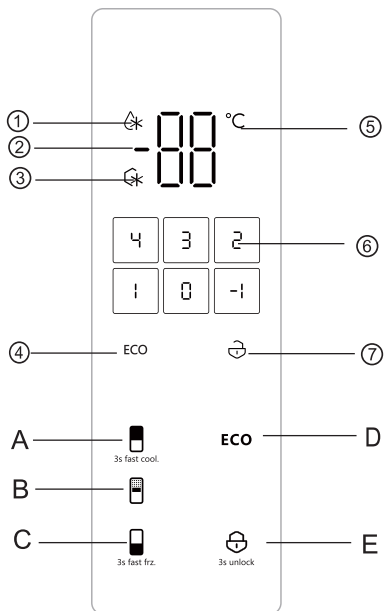 ①
② -88 °C ⑤
③
4 3 2 ⑥
1 0 -1
④ ECO ⑦
A ECO D
3s fast cool.
B
C E
3s fast frz. 3s unlock